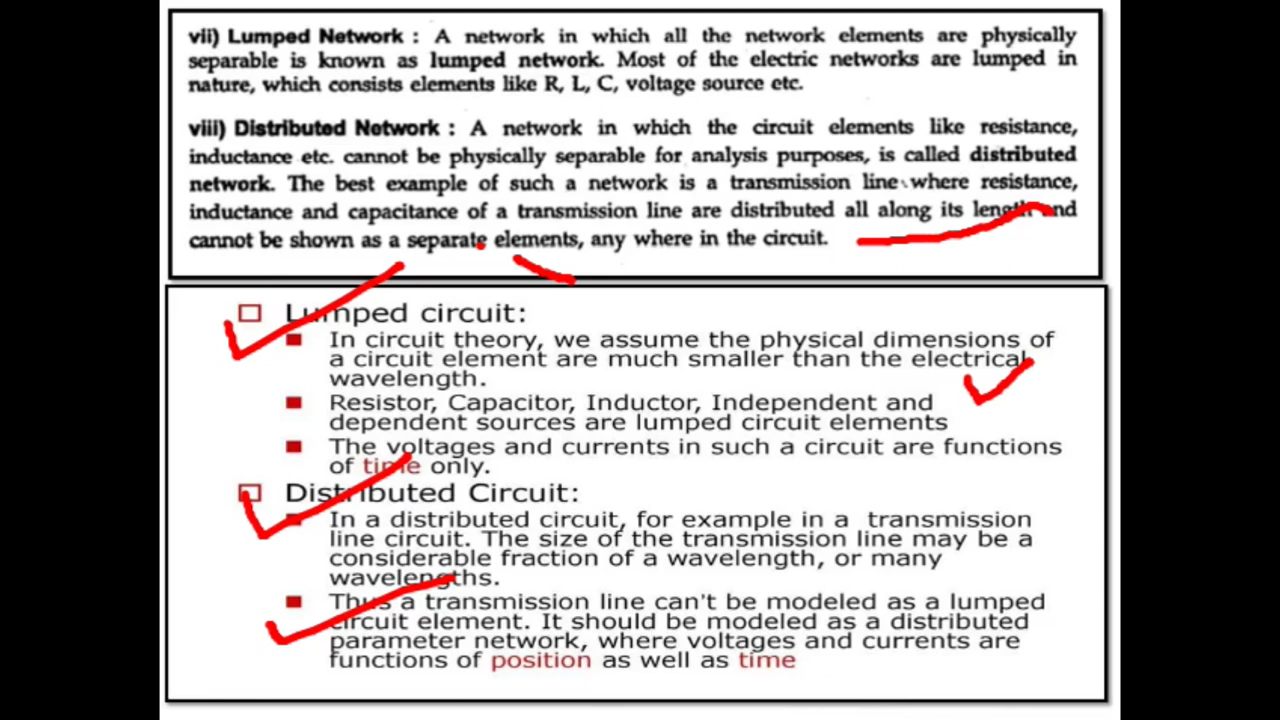 vii) Lumped Network : A network in which all the network elements are physically
separable is known as lumped network. Most of the electric networks are lumped in
nature, which consists elements like R, L, C, voltage source etc.
viii) Distributed Network : A network in which the circuit elements like resistance,
inductance etc. cannot be physically separable for analysis purposes, is called distributed
network. The best example of such a network is a transmission line where resistance,
inductance and capacitance of a transmission line are distributed all along its length and
cannot be shown as a separate elements, any where in the circuit.
Lumped circuit:
In circuit theory, we assume the physical dimensions of
a circuit element are much smaller than the electrical
wavelength.
Resistor, Capacitor, Inductor, Independent and
dependent sources are lumped circuit elements
The voltages and currents in such a circuit are functions
of time only.
Distributed Circuit:
In a distributed circuit, for example in a transmission
line circuit. The size of the transmission line may be a
considerable fraction of a wavelength, or many
wavelengths.
Thus a transmission line can't be modeled as a lumped
circuit element. It should be modeled as a distributed
parameter network, where voltages and currents are
functions of position as well as time